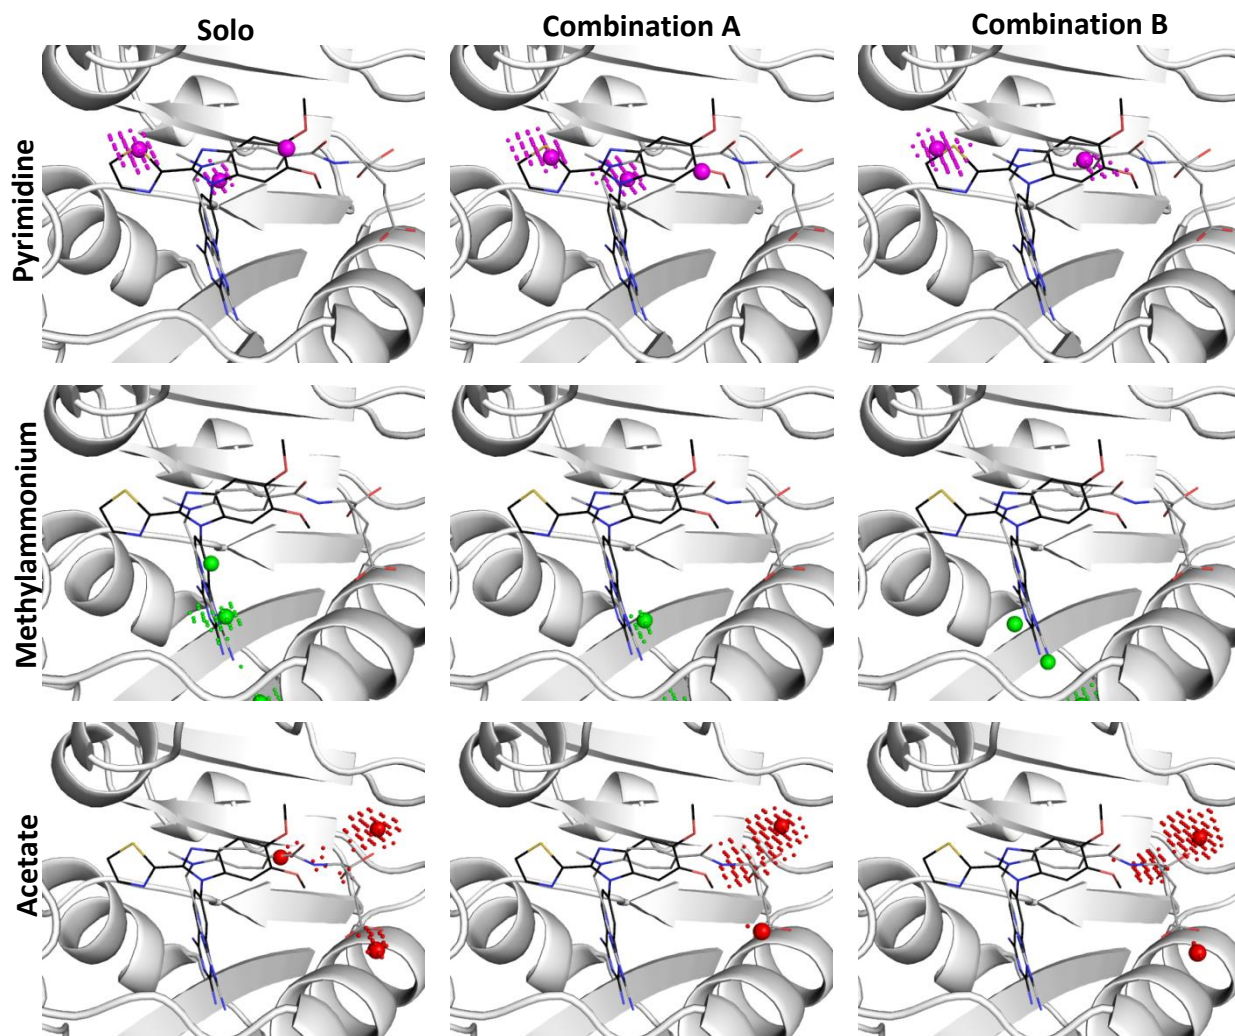 Solo
Combination A
Combination B
Pyrimidine
Methylammonium
Acetate